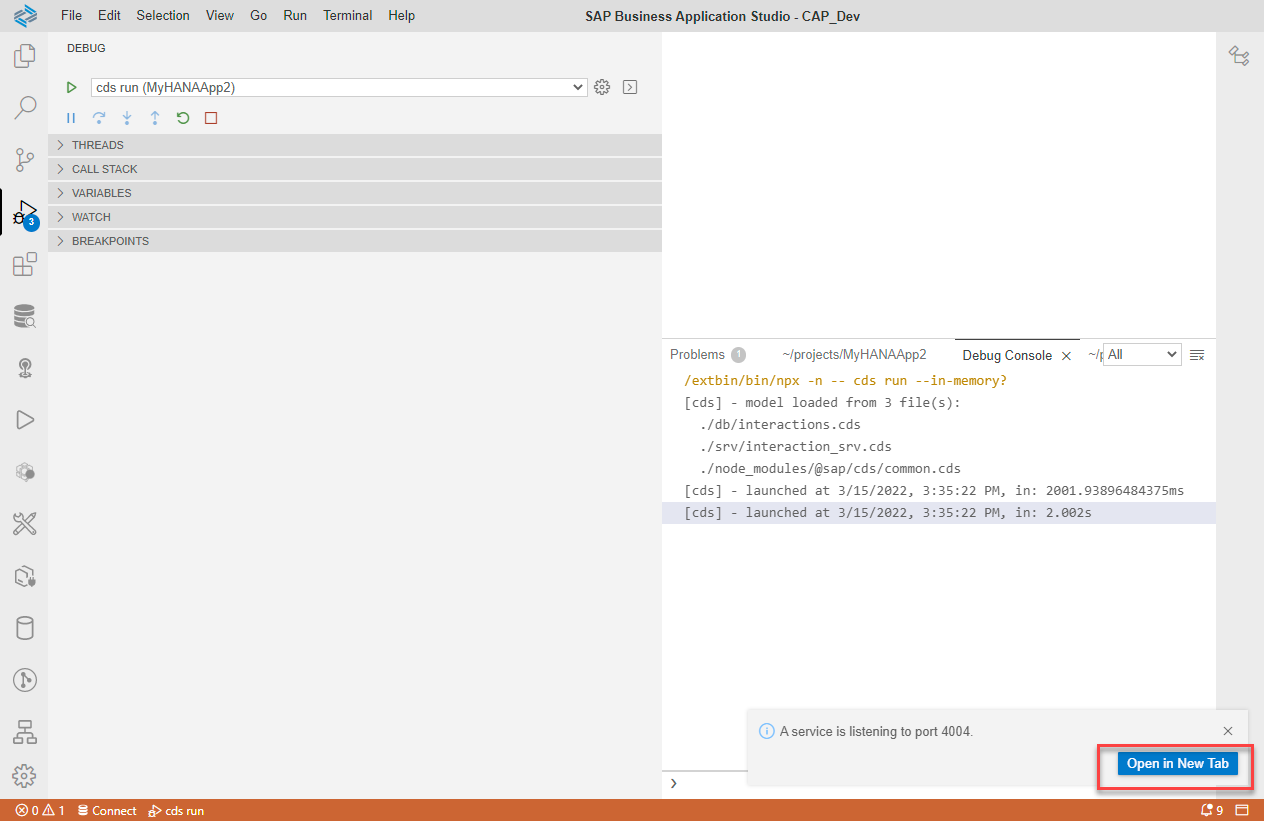 File Edit Selection View Go Run Terminal Help
SAP Business Application Studio - CAP_Dev
DEBUG
cds run (MyHANAApp2)
3
THREADS
CALL STACK
VARIABLES
WATCH
BREAKPOINTS
Problems 1 ~/projects/MyHANAApp2 Debug Console ~/p All
/extbin/bin/npx -n -- cds run --in-memory?
[cds] - model loaded from 3 file(s):
./db/interactions.cds
./srv/interaction_srv.cds
./node_modules/@sap/cds/common.cds
[cds] - launched at 3/15/2022, 3:35:22 PM, in: 2001.93896484375ms
[cds] - launched at 3/15/2022, 3:35:22 PM, in: 2.002s
A service is listening to port 4004.
Open in New Tab
0 1 Connect cds run 9